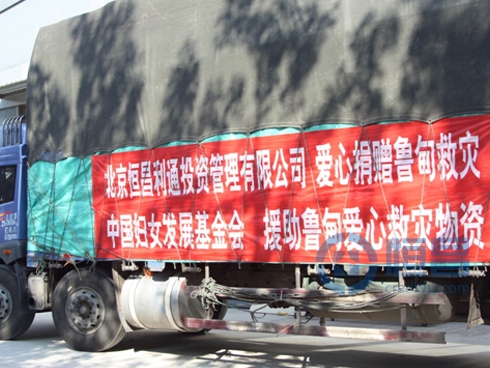 北京恒昌利通投资管理有限公司 爱心捐赠鲁甸救灾
中国妇女发展基金会 援助鲁甸爱心救灾物资